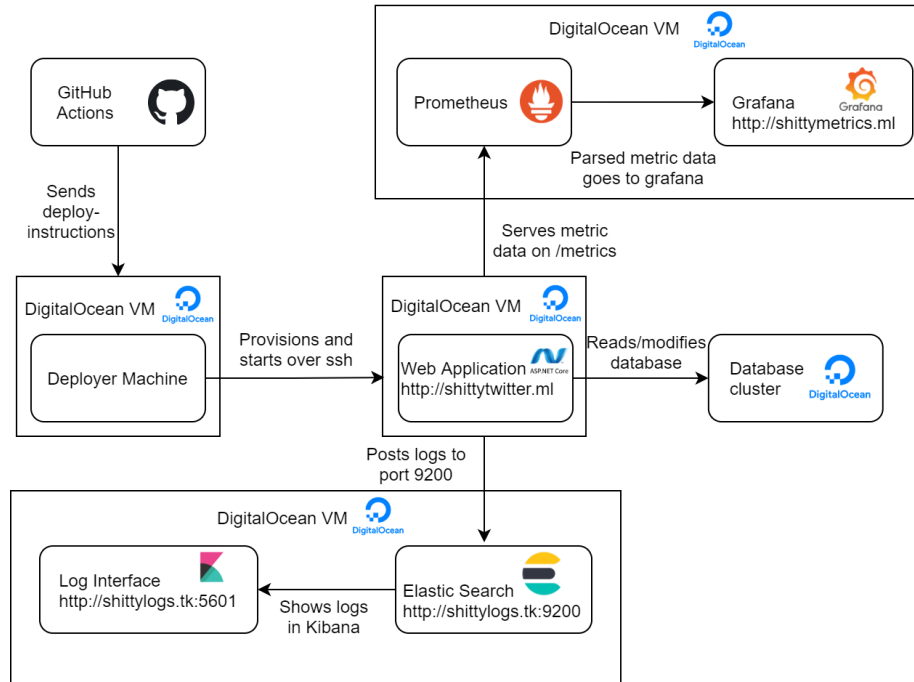 DigitalOcean VM
DigitalOcean
GitHub
Actions
Prometheus
Grafana
Grafana
http://shittymetrics.ml
Parsed metric data
goes to grafana
Sends
deploy-
instructions
Serves metric
data on /metrics
DigitalOcean VM
DigitalOcean
Deployer Machine
Provisions and
starts over ssh
DigitalOcean VM
DigitalOcean
Web Application
ASP.NET Core
http://shittytwitter.ml
Reads/modifies
database
Database
cluster
DigitalOcean
Posts logs to
port 9200
DigitalOcean VM
DigitalOcean
Log Interface
http://shittylogs.tk:5601
Shows logs
in Kibana
Elastic Search
http://shittylogs.tk:9200